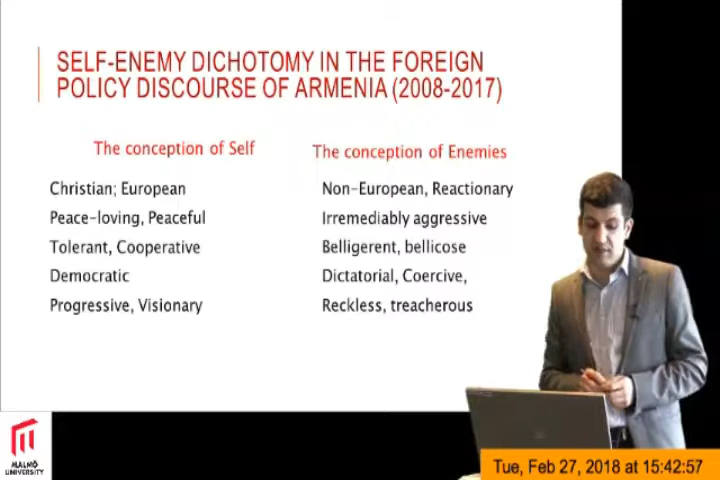 SELF-ENEMY DICHOTOMY IN THE FOREIGN
POLICY DISCOURSE OF ARMENIA (2008-2017)
The conception of Self
Christian; European
Peace-loving, Peaceful
Tolerant, Cooperative
Democratic
Progressive, Visionary
The conception of Enemies
Non-European, Reactionary
Irremediably aggressive
Belligerent, bellicose
Dictatorial, Coercive,
Reckless, treacherous
MALMÖ
UNIVERSITY
Tue, Feb 27, 2018 at 15:42:57